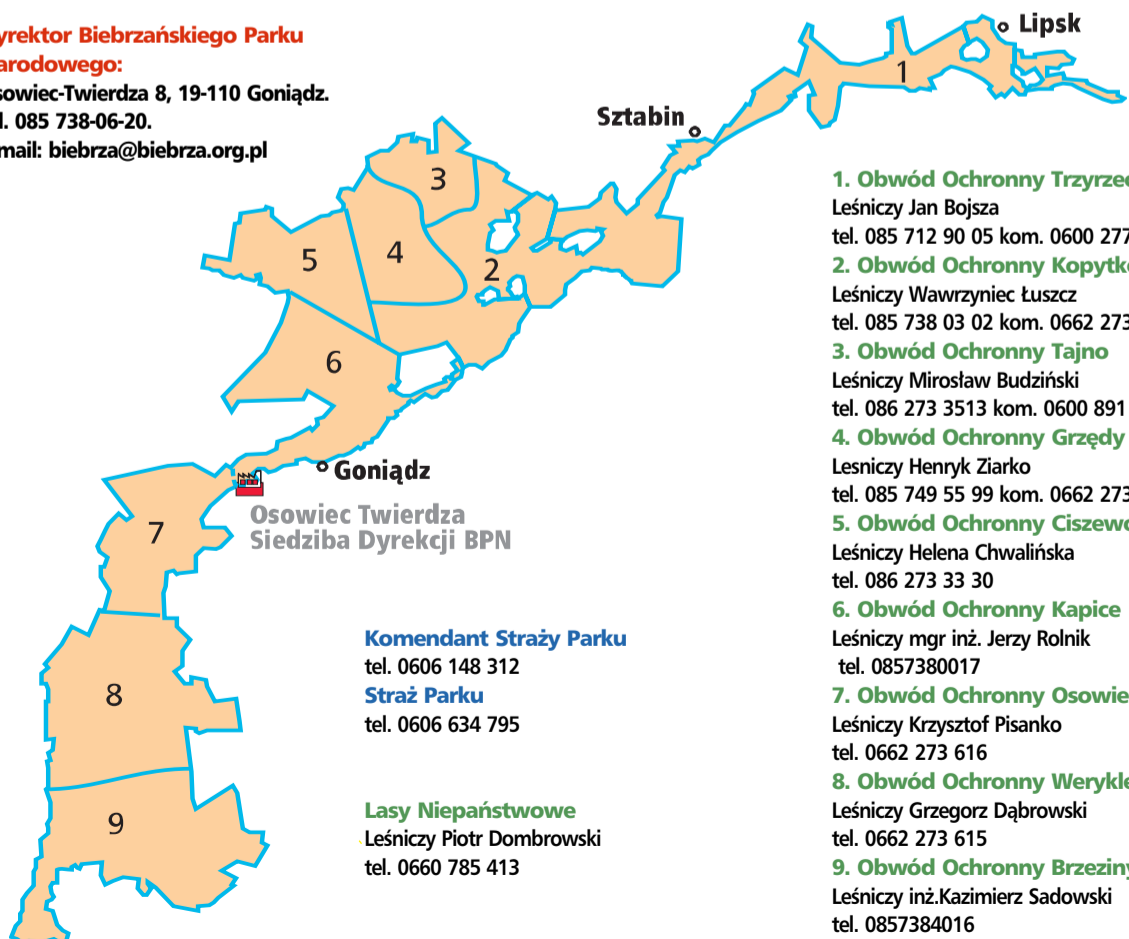 yrektor Biebrzańskiego Parku
arodowego:
sowiec-Twierdza 8, 19-110 Goniądz.
l. 085 738-06-20.
mail: biebrza@biebrza.org.pl
Lipsk
1
Sztabin
3
5
4
2
6
Goniądz
Osowiec Twierdza
Siedziba Dyrekcji BPN
7
8
9
Komendant Straży Parku
tel. 0606 148 312
Straż Parku
tel. 0606 634 795
Lasy Niepaństwowe
Leśniczy Piotr Dombrowski
tel. 0660 785 413
1. Obwód Ochronny Trzyrzec
Leśniczy Jan Bojsza
tel. 085 712 90 05 kom. 0600 277
2. Obwód Ochronny Kopytko
Leśniczy Wawrzyniec Łuszcz
tel. 085 738 03 02 kom. 0662 273
3. Obwód Ochronny Tajno
Leśniczy Mirosław Budziński
tel. 086 273 3513 kom. 0600 891
4. Obwód Ochronny Grzędy
Lesniczy Henryk Ziarko
tel. 085 749 55 99 kom. 0662 273
5. Obwód Ochronny Ciszewo
Leśniczy Helena Chwalińska
tel. 086 273 33 30
6. Obwód Ochronny Kapice
Leśniczy mgr inż. Jerzy Rolnik
tel. 0857380017
7. Obwód Ochronny Osowie
Leśniczy Krzysztof Pisanko
tel. 0662 273 616
8. Obwód Ochronny Werykle
Leśniczy Grzegorz Dąbrowski
tel. 0662 273 615
9. Obwód Ochronny Brzeziny
Leśniczy inż.Kazimierz Sadowski
tel. 0857384016